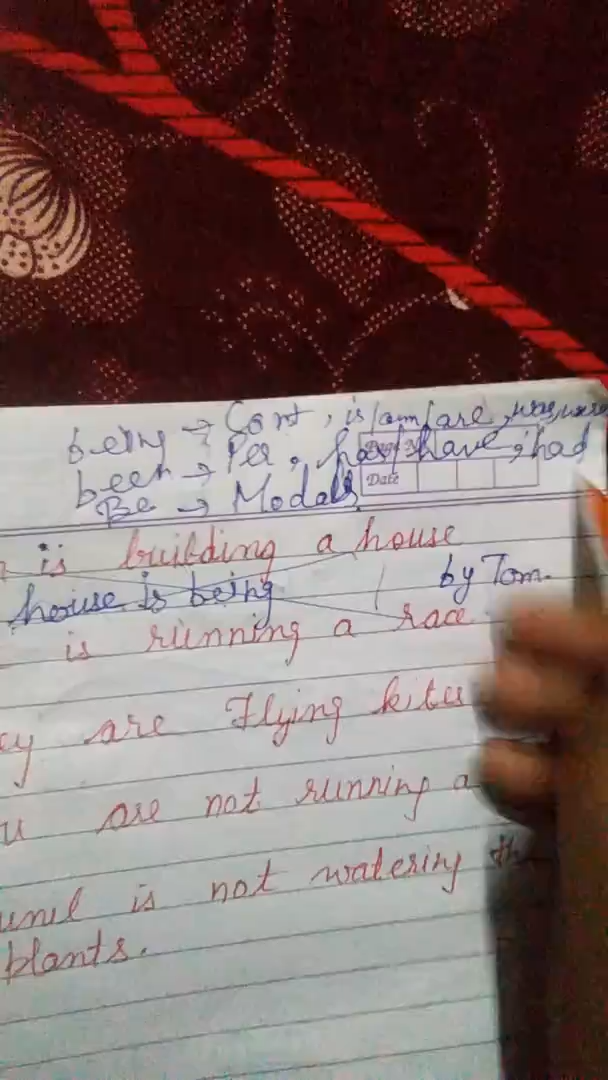 being → Cont, is/am/are, was, were
been → Per, has/have, had
Be → Modals
Date
is building a house
house is being by Tom.
is running a race
are Flying kites
are not running a
is not watering the
plants.